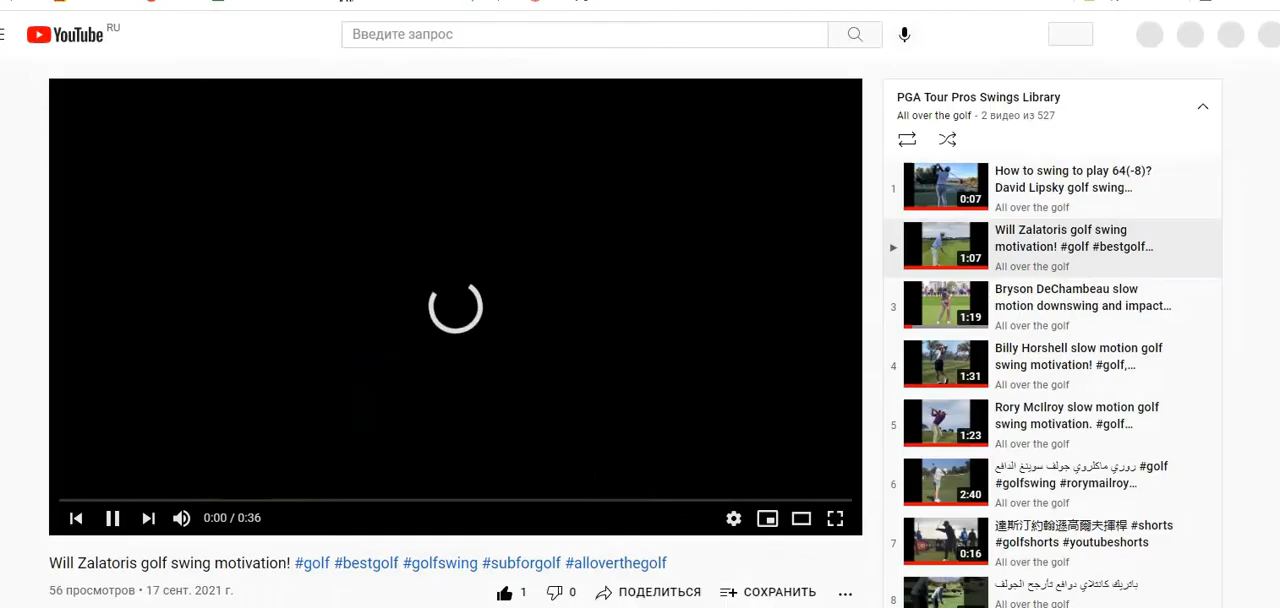 YouTube RU
Введите запрос
PGA Tour Pros Swings Library
All over the golf - 2 видео из 527
1
0:07
How to swing to play 64(-8)?
David Lipsky golf swing…
All over the golf
1:07
Will Zalatoris golf swing
motivation! #golf #bestgolf…
All over the golf
3
1:19
Bryson DeChambeau slow
motion downswing and impact…
All over the golf
4
1:31
Billy Horshell slow motion golf
swing motivation! #golf,…
All over the golf
5
1:23
Rory McIlroy slow motion golf
swing motivation. #golf…
All over the golf
6
2:40
روري ماكلروي جولف سوينغ الدافع #golf
#golfswing #rorymailroy…
All over the golf
7
0:16
達斯汀約翰遜高爾夫揮桿 #shorts
#golfshorts #youtubeshorts
All over the golf
8
باتريك كانتلاي دوافع تأرجح الجولف
All over the golf
0:00 / 0:36
Will Zalatoris golf swing motivation! #golf #bestgolf #golfswing #subforgolf #alloverthegolf
56 просмотров • 17 сент. 2021 г.
1 0 ПОДЕЛИТЬСЯ СОХРАНИТЬ